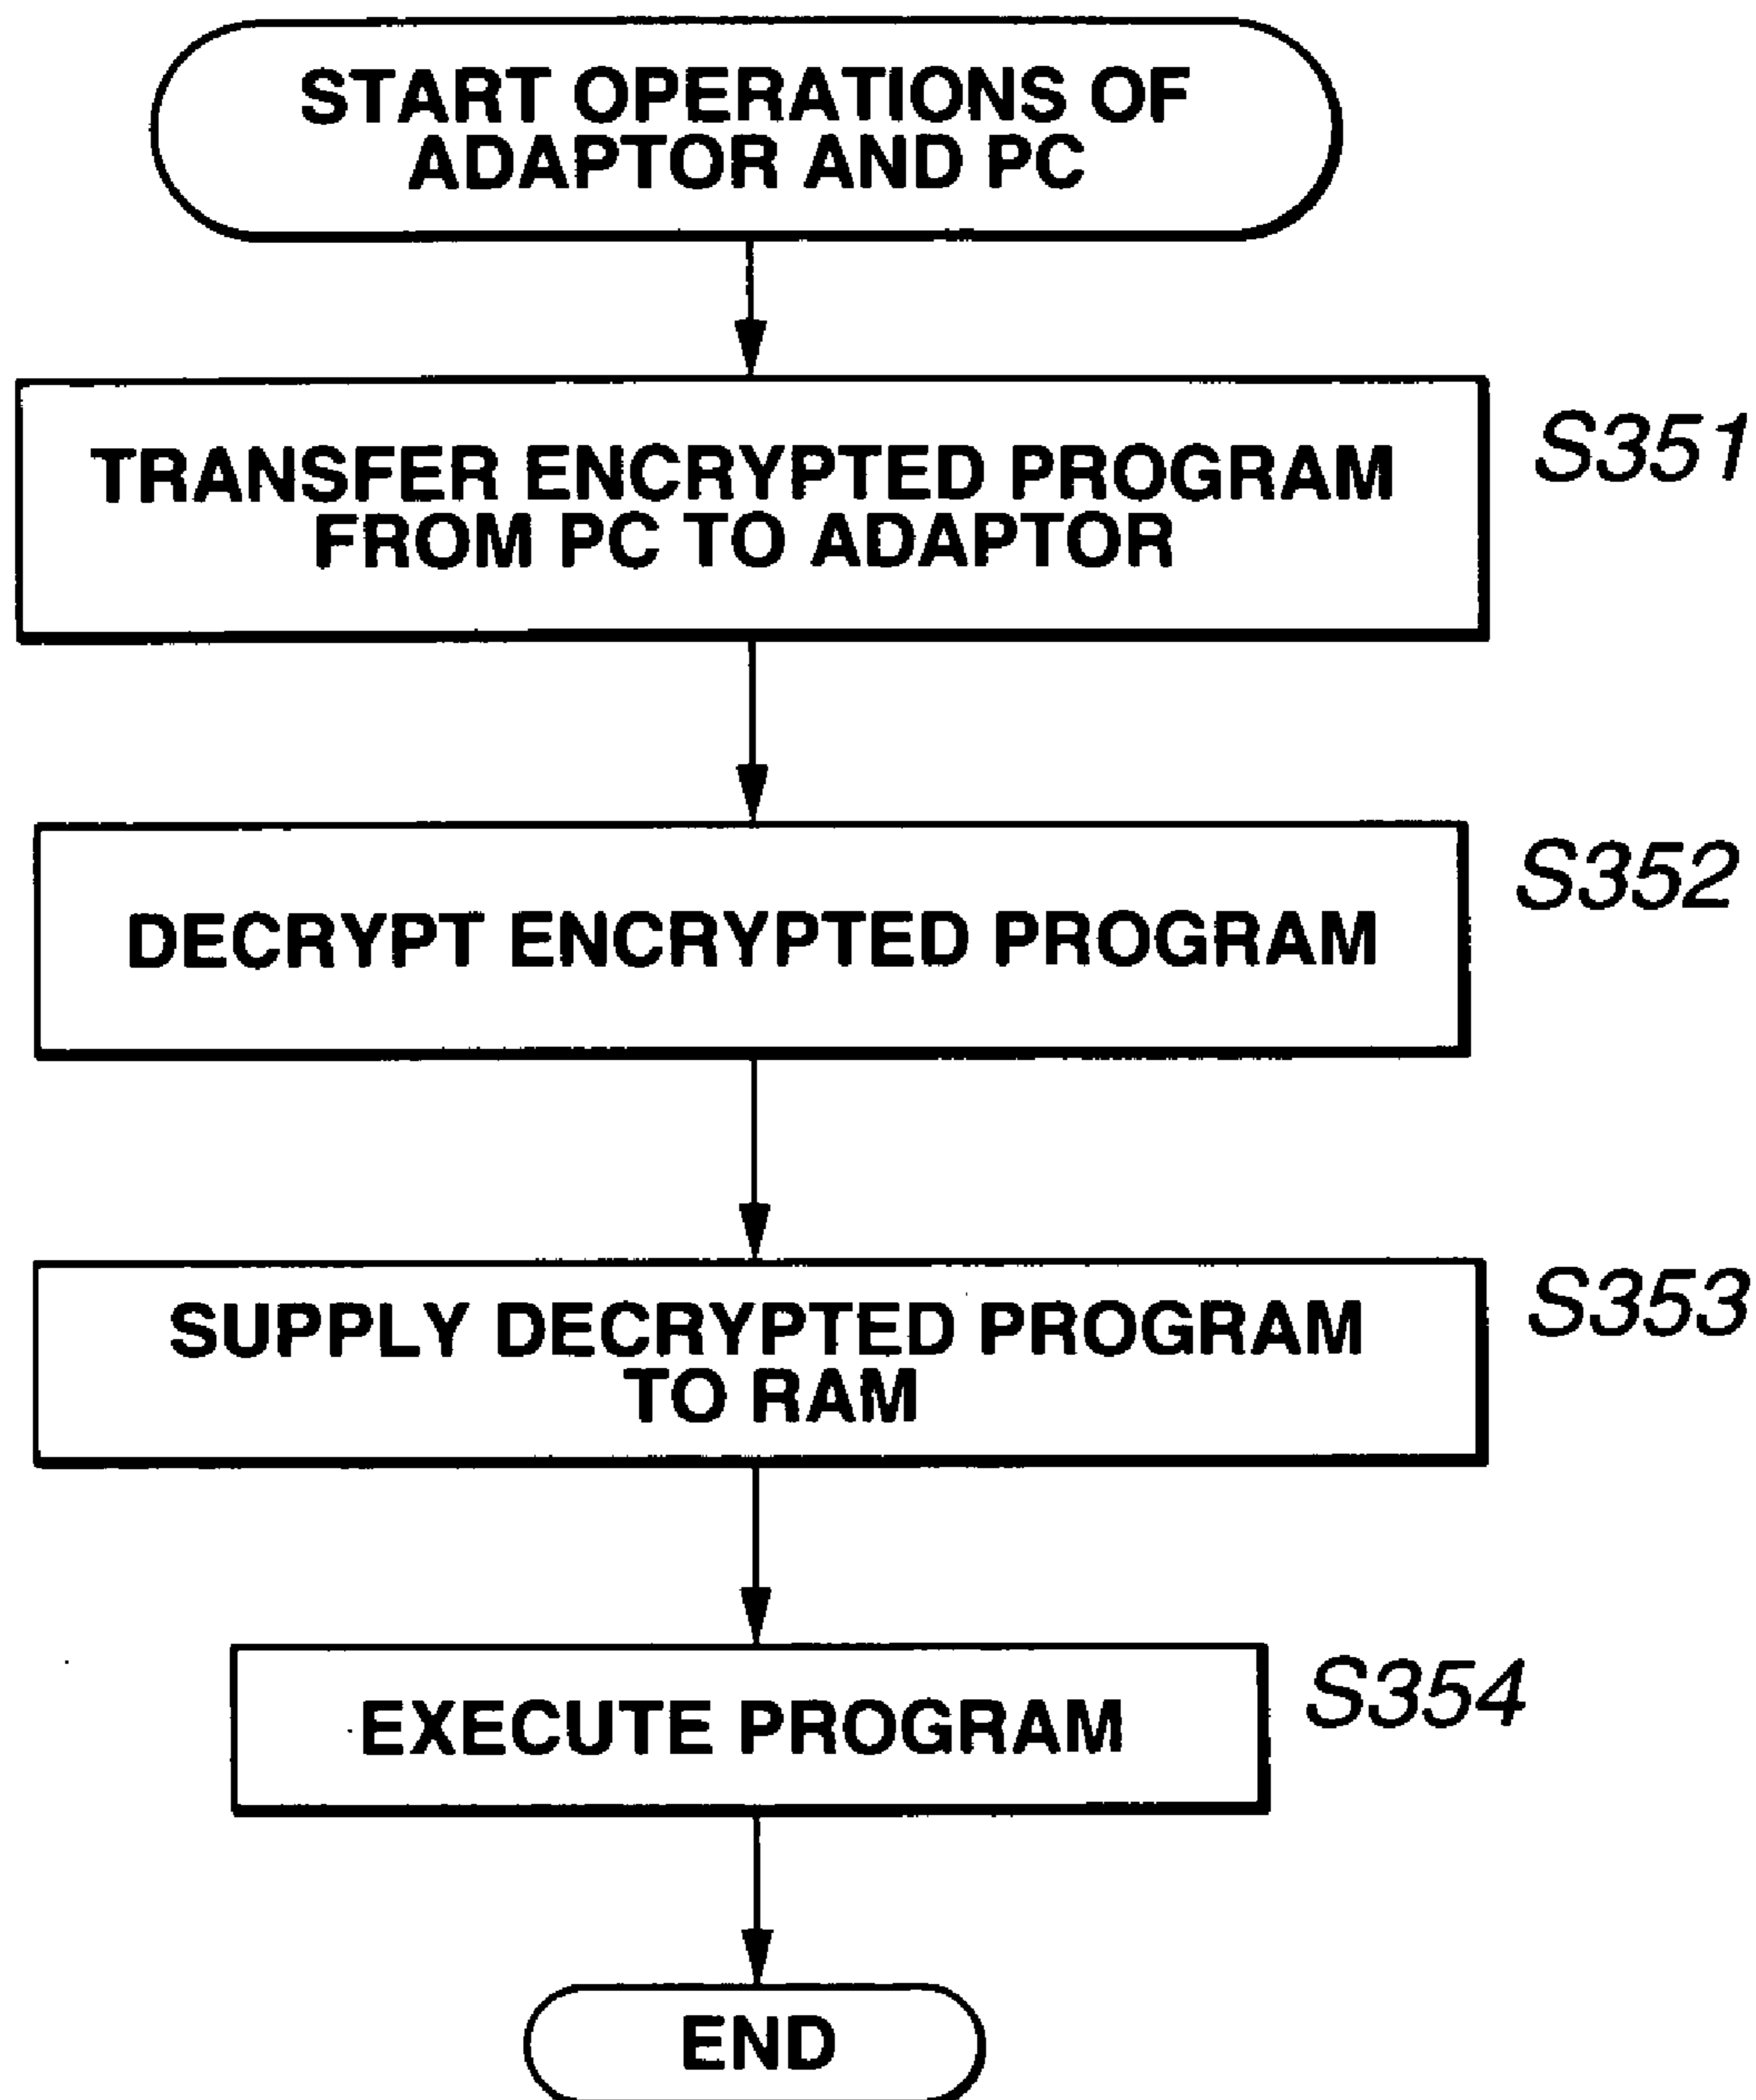 START OPERATIONS OF
ADAPTOR AND PC
TRANSFER ENCRYPTED PROGRAM
FROM PC TO ADAPTOR
S351
DECRYPT ENCRYPTED PROGRAM
S352
SUPPLY DECRYPTED PROGRAM
TO RAM
S353
EXECUTE PROGRAM
S354
END